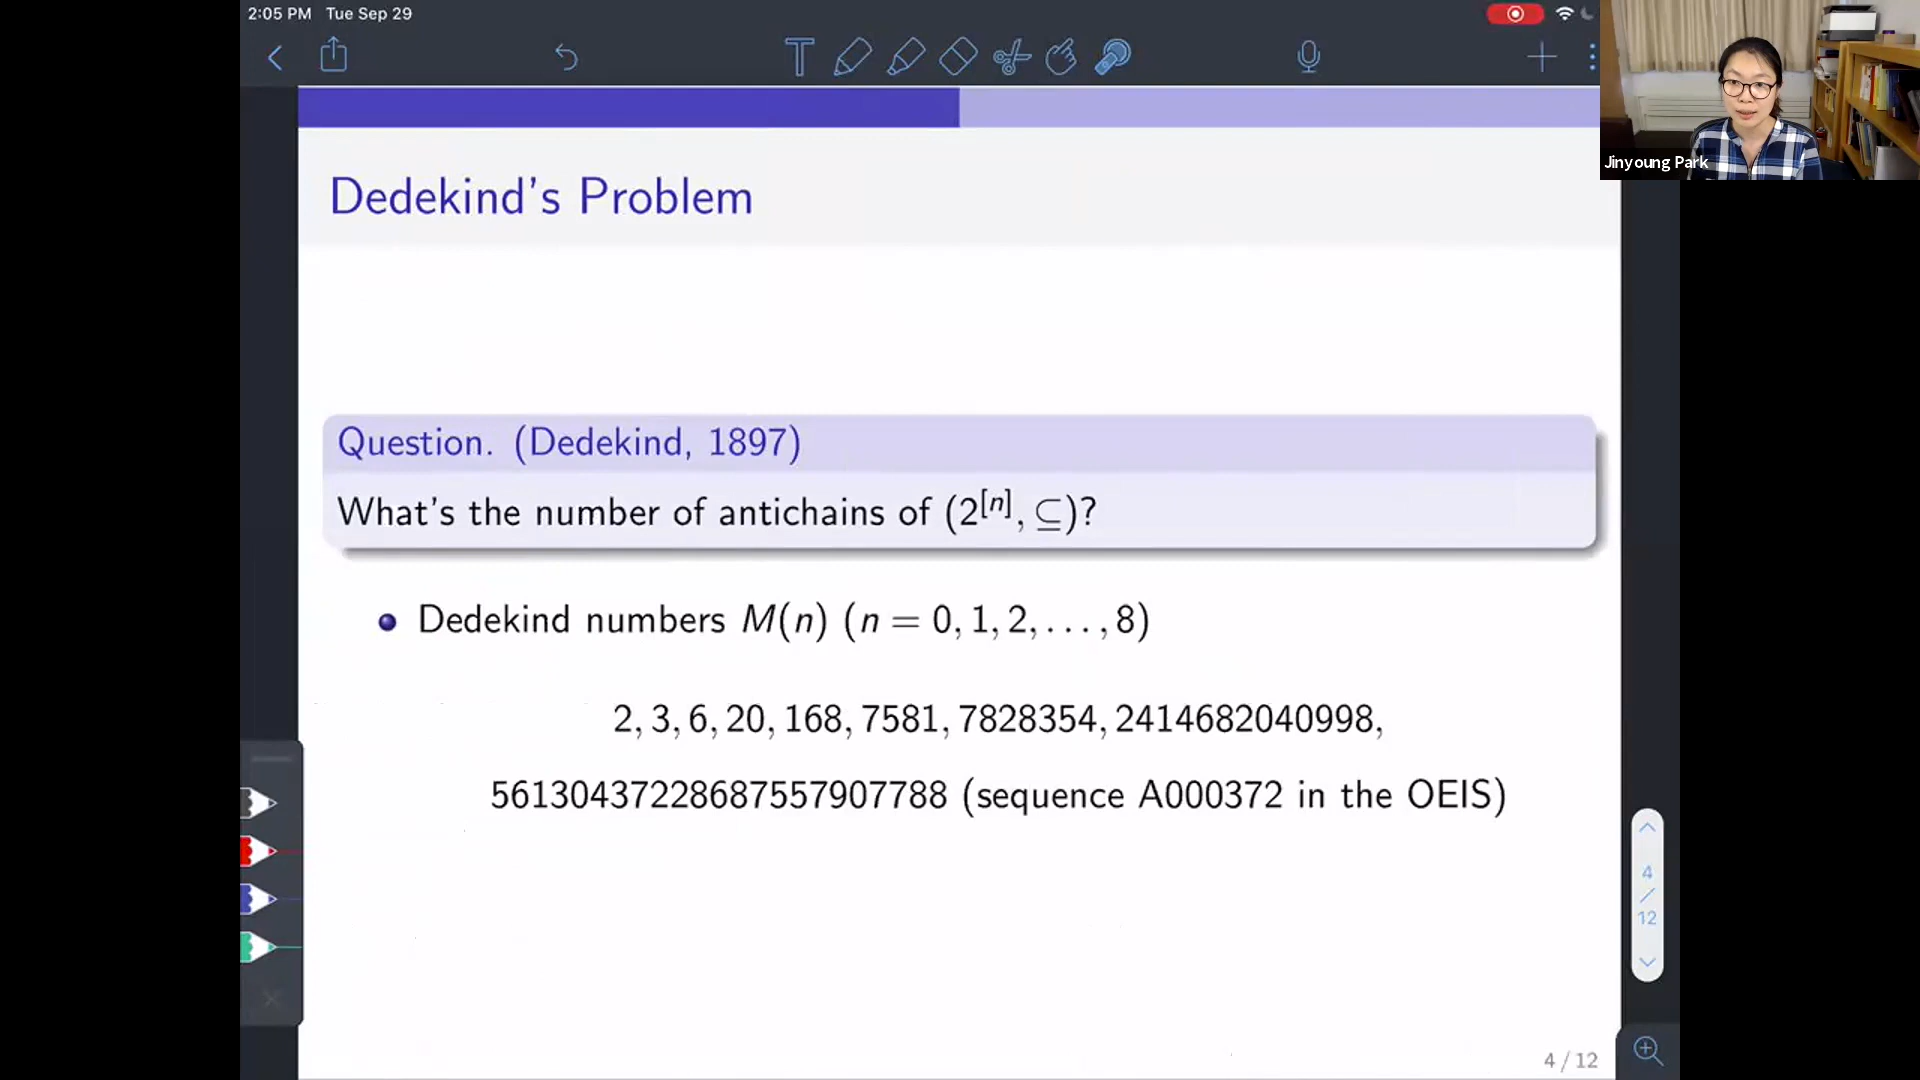 2:05 PM Tue Sep 29
Jinyoung Park
Dedekind's Problem
Question. (Dedekind, 1897)
What's the number of antichains of (2^[n], ⊆)?
Dedekind numbers M(n) (n = 0, 1, 2, . . . , 8)
2, 3, 6, 20, 168, 7581, 7828354, 2414682040998,
56130437228687557907788 (sequence A000372 in the OEIS)
4
/
12
4 / 12